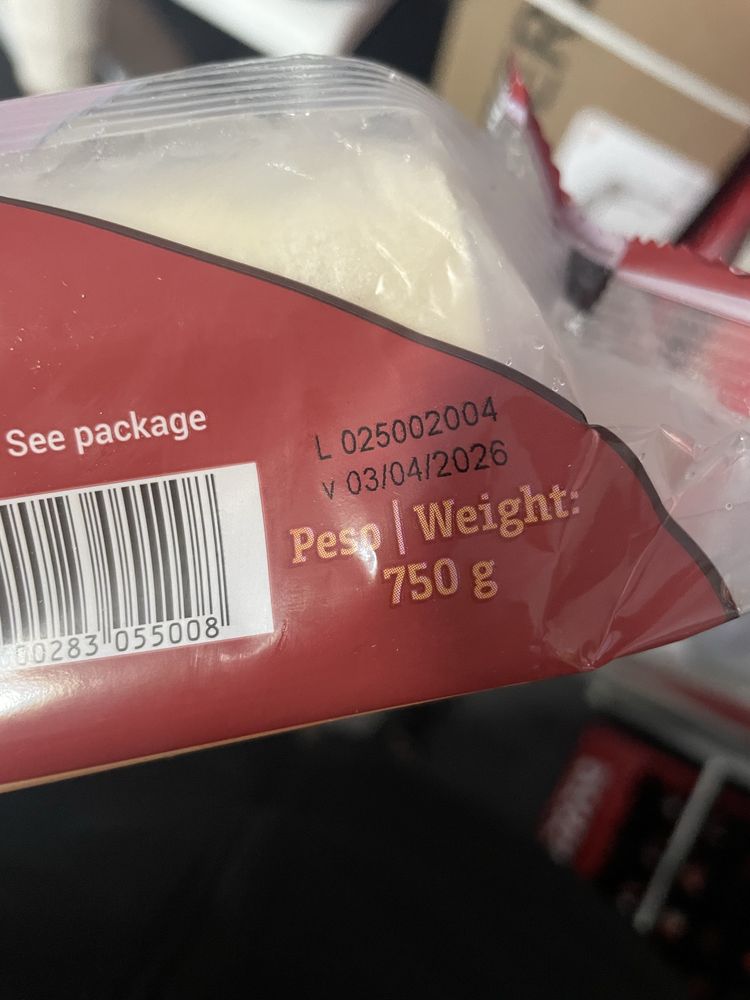 See package
L 025002004
v 03/04/2026
Peso | Weight:
750 g
00283 055008